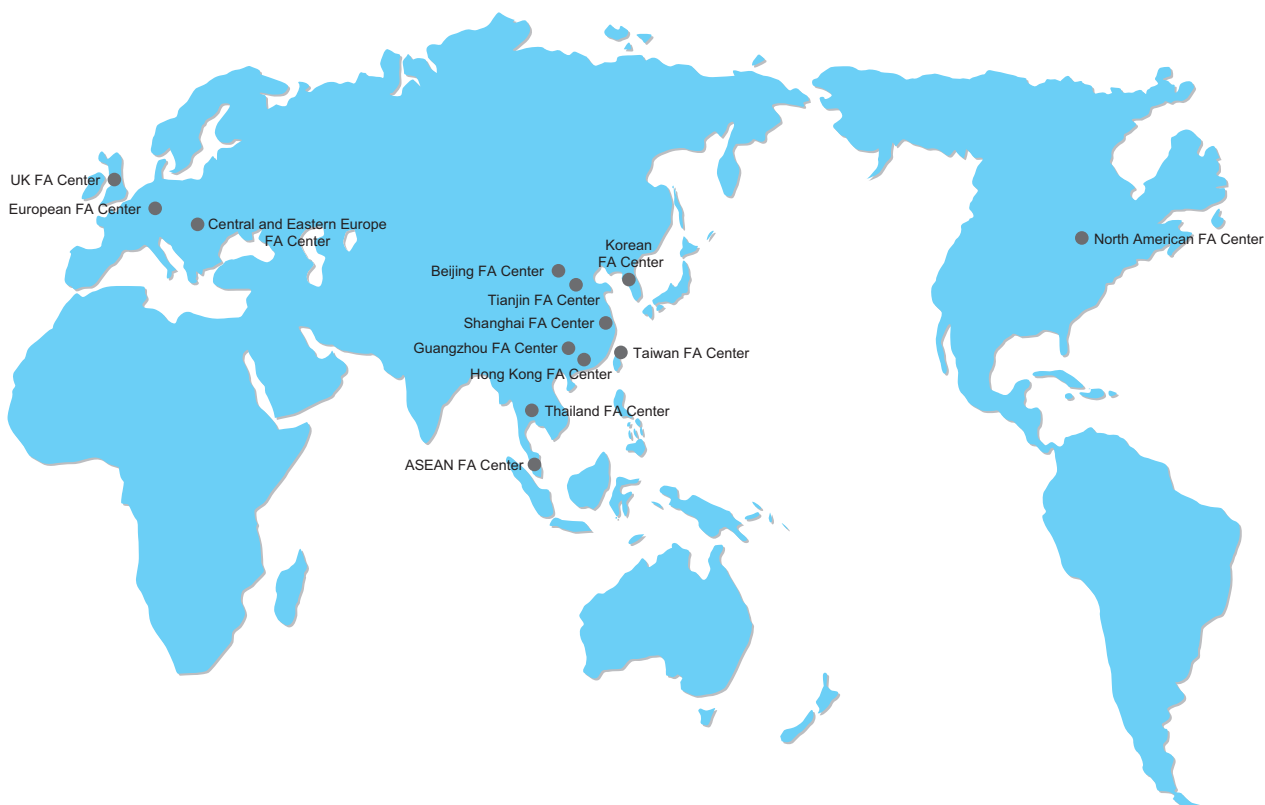 UK FA Center
European FA Center
Central and Eastern Europe
FA Center
Korean
FA Center
North American FA Center
Beijing FA Center
Tianjin FA Center
Shanghai FA Center
Guangzhou FA Center
Taiwan FA Center
Hong Kong FA Center
Thailand FA Center
ASEAN FA Center